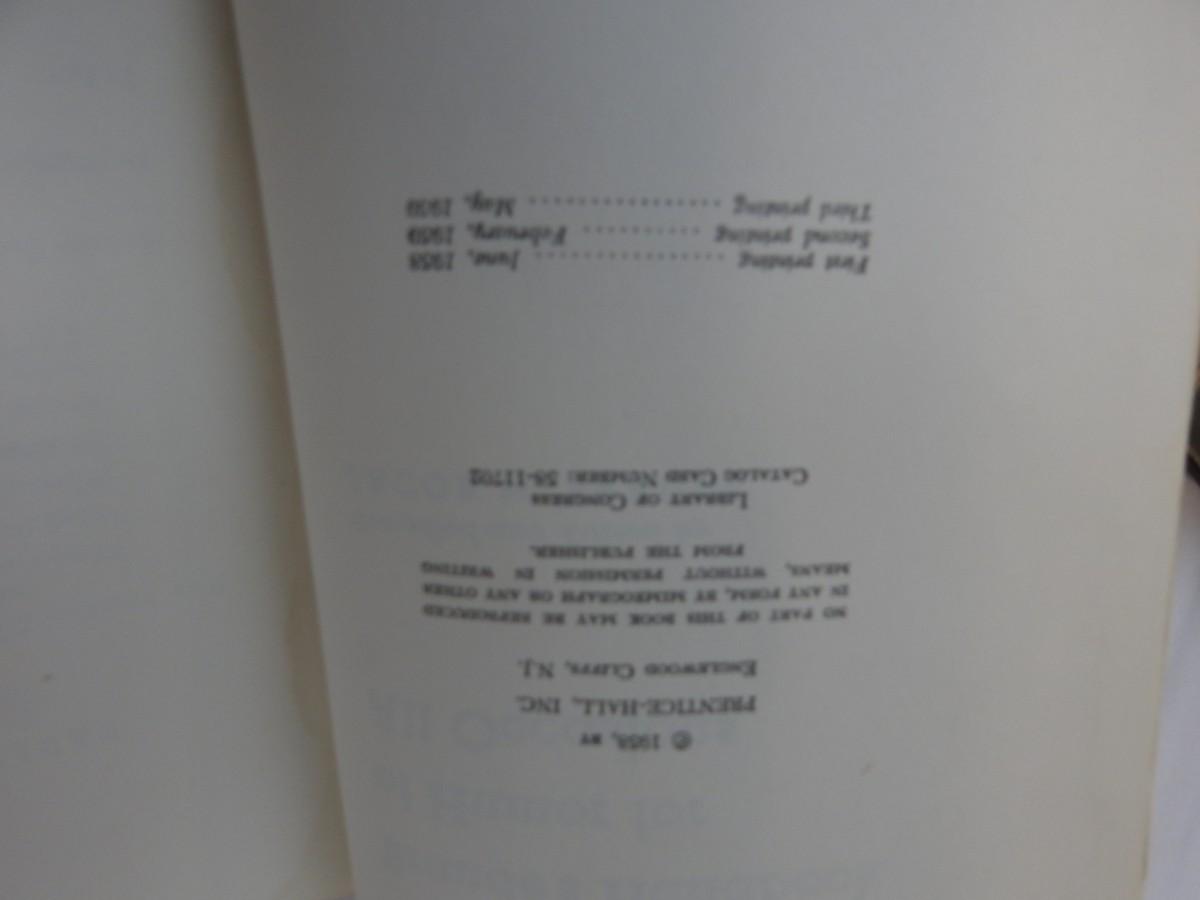 © 1958, BY
PRENTICE-HALL, INC.
ENGLEWOOD CLIFFS, N.J.
NO PART OF THIS BOOK MAY BE REPRODUCED
IN ANY FORM, BY MIMEOGRAPH OR ANY OTHER
MEANS, WITHOUT PERMISSION IN WRITING
FROM THE PUBLISHER.
LIBRARY OF CONGRESS
CATALOG CARD NUMBER: 58-11702
First printing .................. June, 1958
Second printing ........... February, 1959
Third printing .................. May, 1959